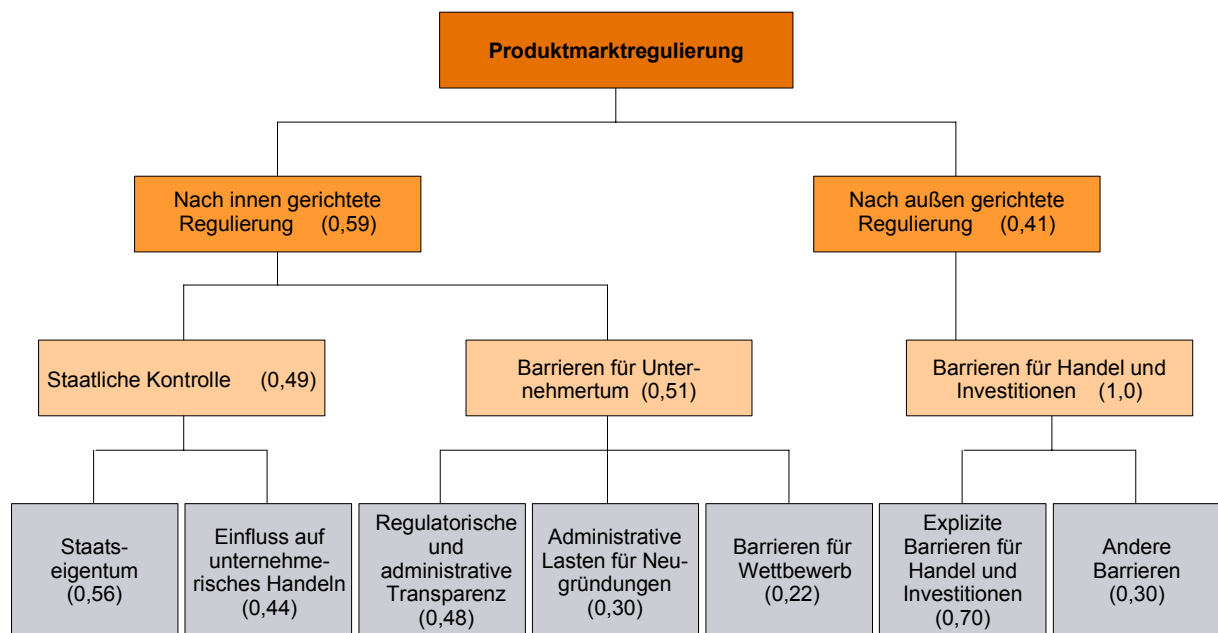 Produktmarktregulierung
Nach innen gerichtete
Regulierung (0,59)
Nach außen gerichtete
Regulierung (0,41)
Staatliche Kontrolle (0,49)
Barrieren für Unter-
nehmertum (0,51)
Barrieren für Handel und
Investitionen (1,0)
Staats-
eigentum
(0,56)
Einfluss auf
unternehme-
risches Handeln
(0,44)
Regulatorische
und
administrative
Transparenz
(0,48)
Administrative
Lasten für Neu-
gründungen
(0,30)
Barrieren für
Wettbewerb
(0,22)
Explizite
Barrieren für
Handel und
Investitionen
(0,70)
Andere
Barrieren
(0,30)